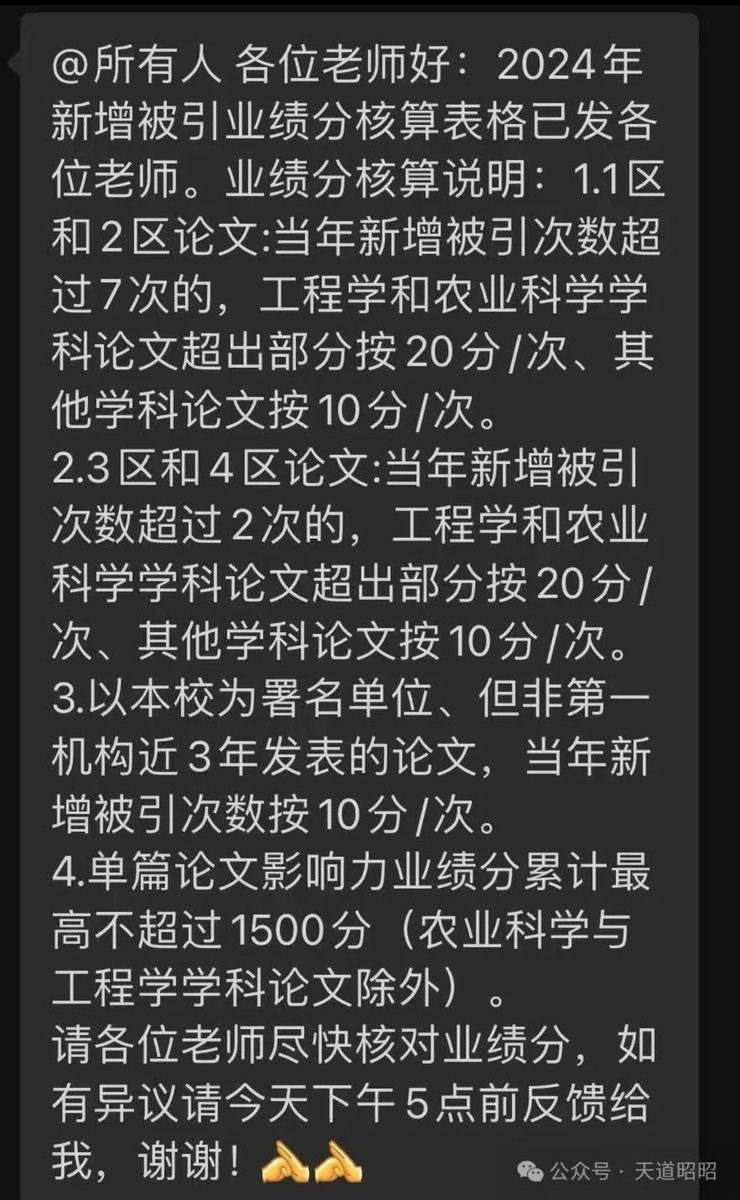 @所有人 各位老师好：2024年
新增被引业绩分核算表格已发各
位老师。业绩分核算说明：1.1区
和2区论文:当年新增被引次数超
过7次的，工程学和农业科学学
科论文超出部分按20分/次、其
他学科论文按10分/次。
2.3区和4区论文:当年新增被引
次数超过2次的，工程学和农业
科学学科论文超出部分按20分/
次、其他学科论文按10分/次。
3.以本校为署名单位、但非第一
机构近3年发表的论文，当年新
增被引次数按10分/次。
4.单篇论文影响力业绩分累计最
高不超过1500分（农业科学与
工程学学科论文除外）。
请各位老师尽快核对业绩分，如
有异议请今天下午5点前反馈给
我，谢谢！✍️✍️
公众号 · 天道昭昭